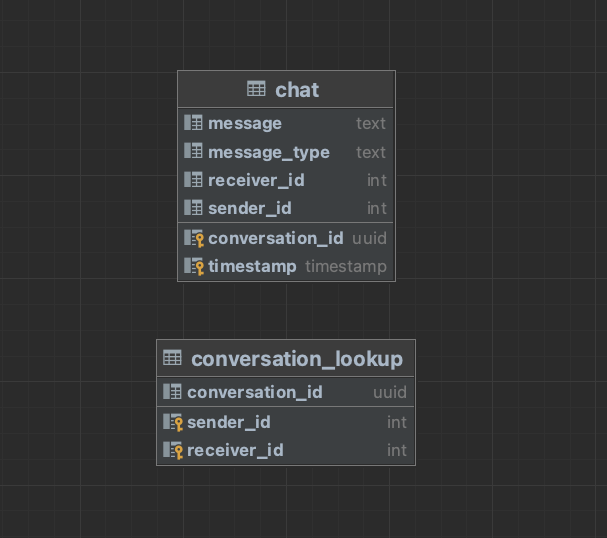 chat
message text
message_type text
receiver_id int
sender_id int
conversation_id uuid
timestamp timestamp
conversation_lookup
conversation_id uuid
sender_id int
receiver_id int